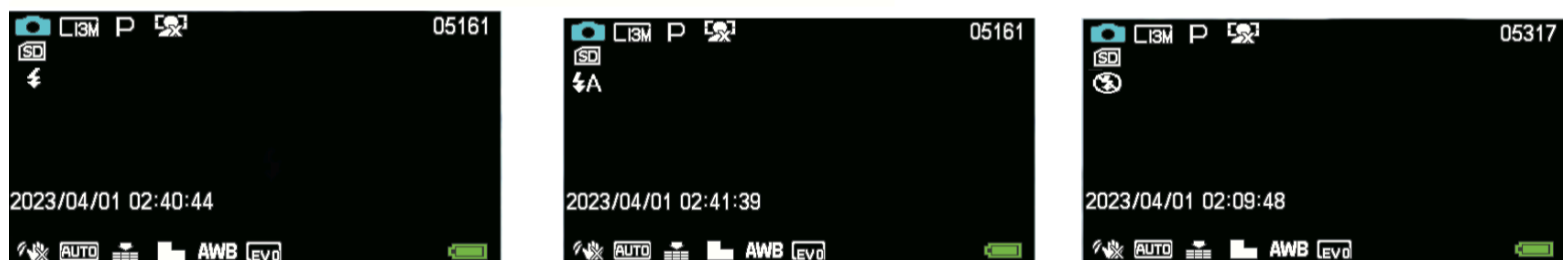 13M P 05161
SD
2023/04/01 02:40:44
AUTO AWB EV0
13M P 05161
SD
A
2023/04/01 02:41:39
AUTO AWB EV0
13M P 05317
SD
2023/04/01 02:09:48
AUTO AWB EV0